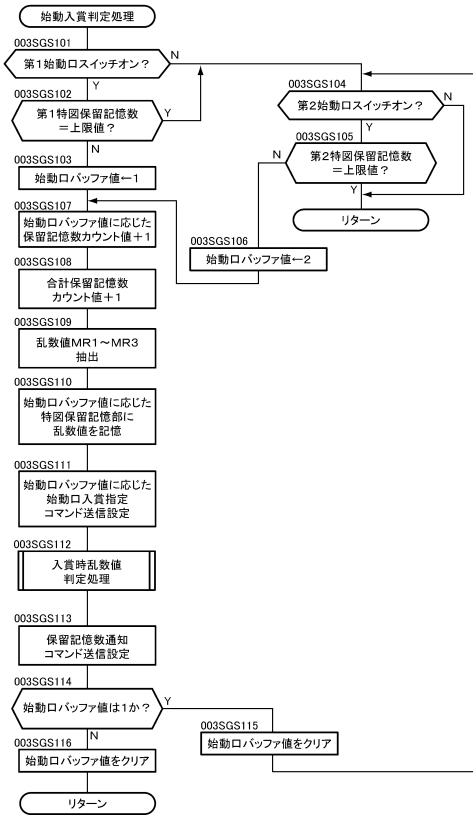 始動入賞判定処理
003SGS101
第1始動口スイッチオン?
N
Y
003SGS102
第1特図保留記憶数
=上限値?
Y
N
003SGS103
始動口バッファ値←1
003SGS104
第2始動口スイッチオン?
N
Y
003SGS105
第2特図保留記憶数
=上限値?
N
Y
リターン
003SGS106
始動口バッファ値←2
003SGS107
始動口バッファ値に応じた
保留記憶数カウント値+1
003SGS108
合計保留記憶数
カウント値+1
003SGS109
乱数値MR1~MR3
抽出
003SGS110
始動口バッファ値に応じた
特図保留記憶部に
乱数値を記憶
003SGS111
始動口バッファ値に応じた
始動口入賞指定
コマンド送信設定
003SGS112
入賞時乱数値
判定処理
003SGS113
保留記憶数通知
コマンド送信設定
003SGS114
始動口バッファ値は1か?
Y
N
003SGS115
始動口バッファ値をクリア
003SGS116
始動口バッファ値をクリア
リターン